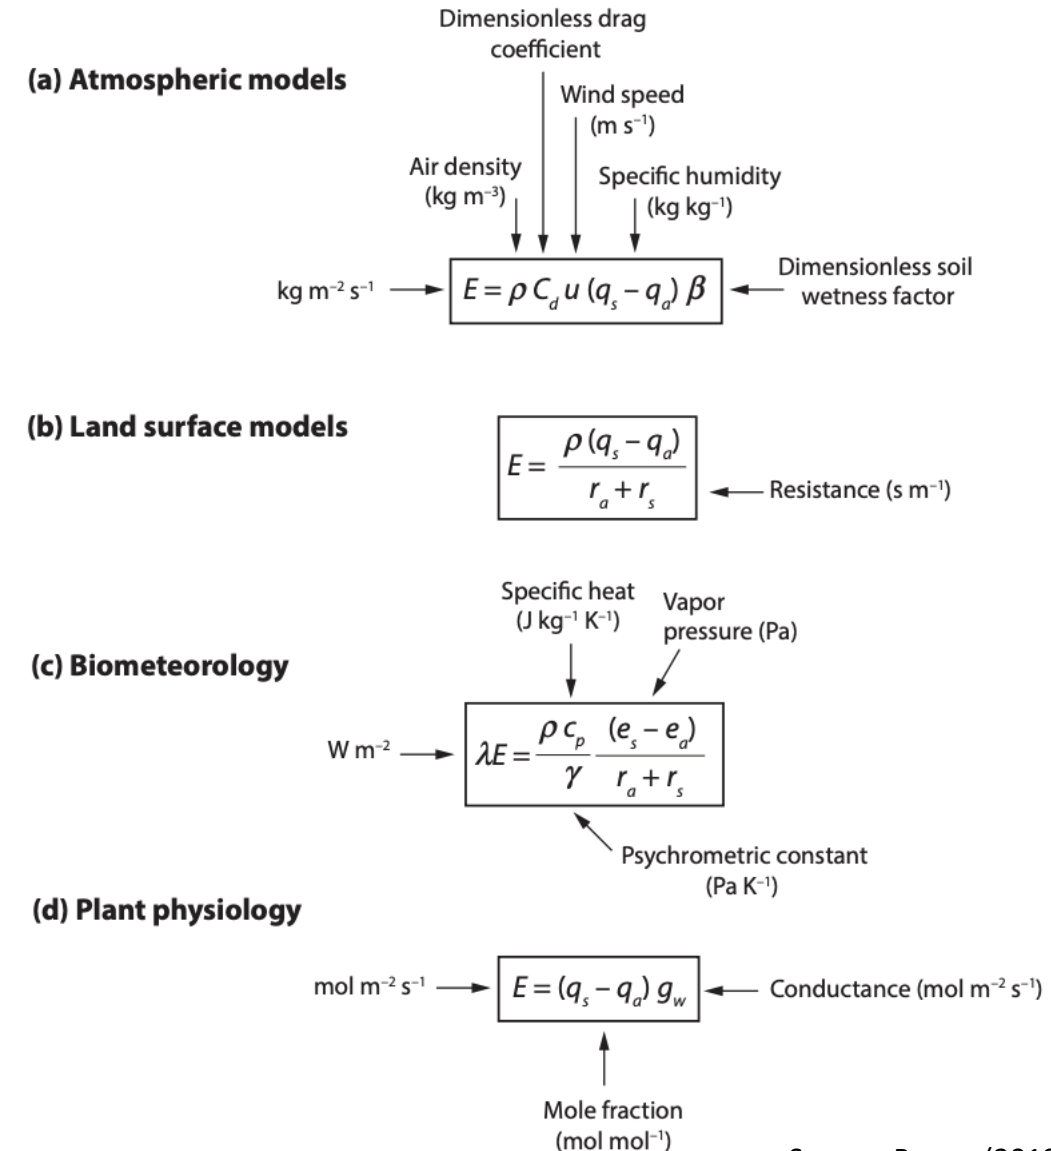 Dimensionless drag
coefficient
(a) Atmospheric models
Wind speed
(m s⁻¹)
Air density
(kg m⁻³)
Specific humidity
(kg kg⁻¹)
kg m⁻² s⁻¹
E = ρ C_d u (q_s – q_a) β
Dimensionless soil
wetness factor
(b) Land surface models
E = ρ(q_s – q_a) / r_a + r_s
Resistance (s m⁻¹)
Specific heat
(J kg⁻¹ K⁻¹)
Vapor
pressure (Pa)
(c) Biometeorology
W m⁻²
λE = ρ c_p / γ (e_s – e_a) / r_a + r_s
Psychrometric constant
(Pa K⁻¹)
(d) Plant physiology
mol m⁻² s⁻¹
E = (q_s – q_a) g_w
Conductance (mol m⁻² s⁻¹)
Mole fraction
(mol mol⁻¹)